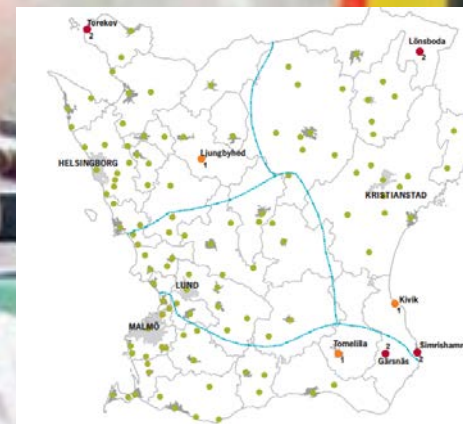 Torekov
2
Lönsboda
2
Ljungbyhed
1
HELSINGBORG
KRISTIANSTAD
LUND
Kivik
1
MALMÖ
Tomelilla
1
2
Gärsnäs
Simrishamn
2